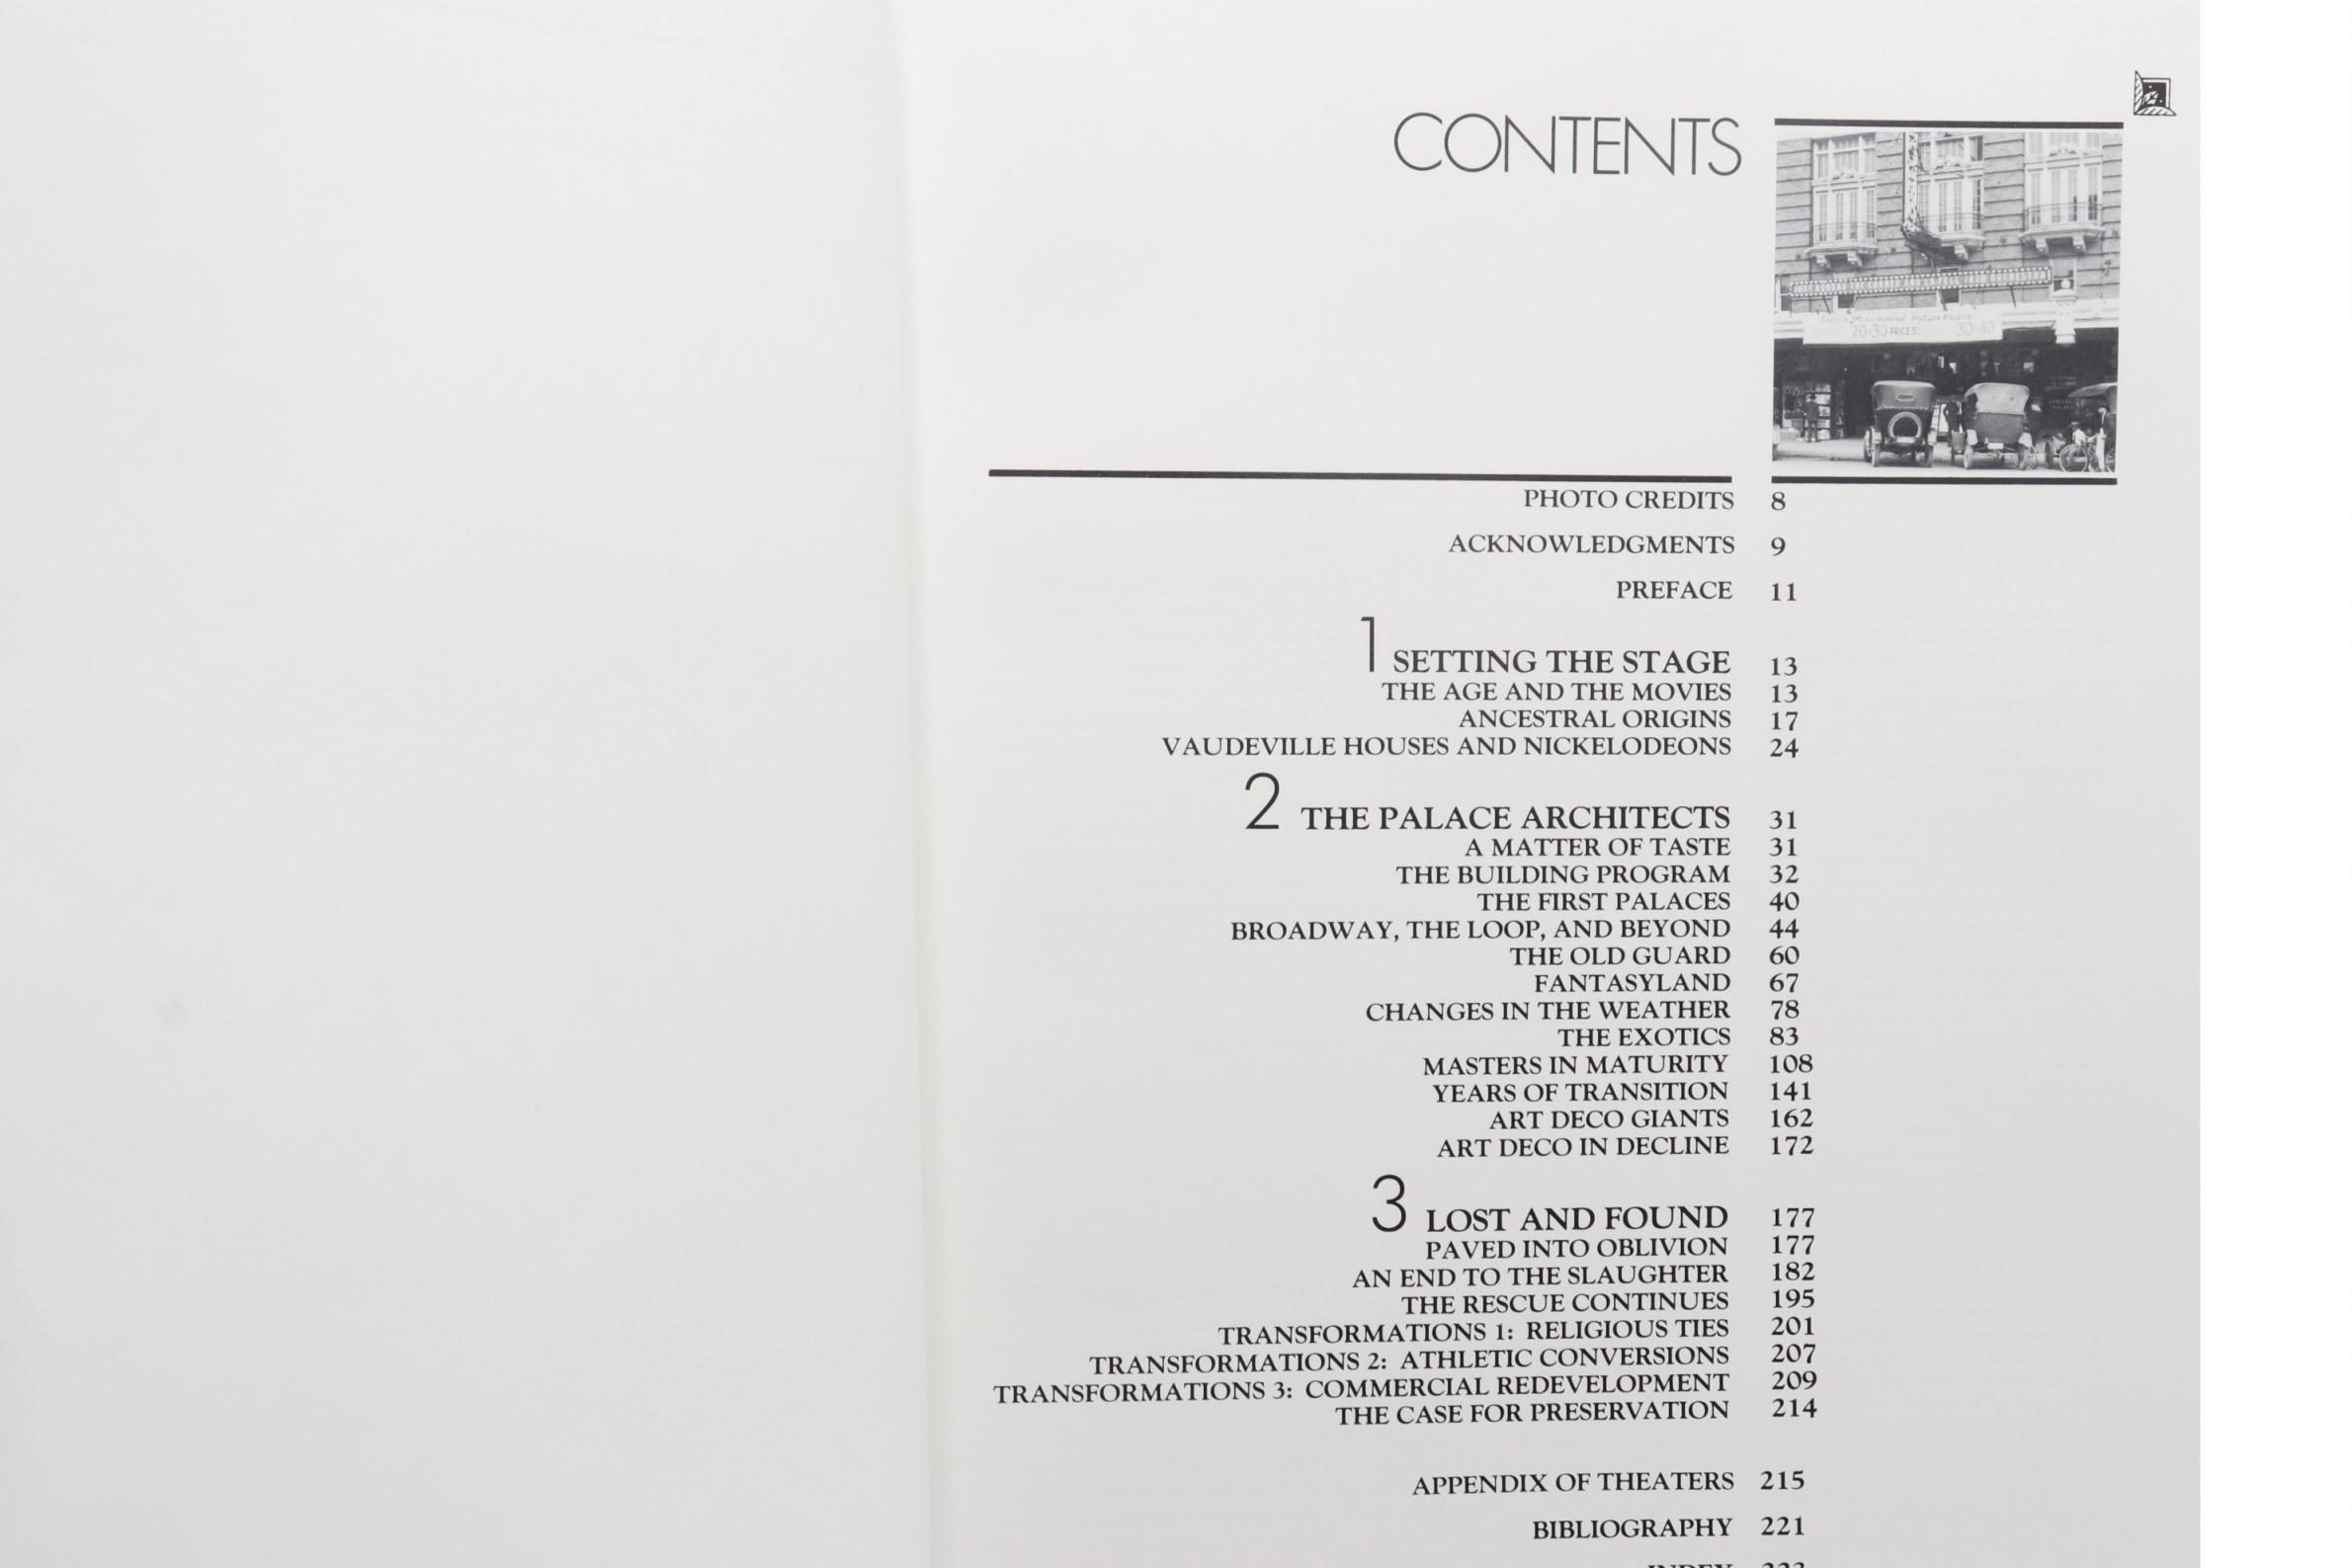 CONTENTS
20-30 PRICES: 30-40
PHOTO CREDITS 8
ACKNOWLEDGMENTS 9
PREFACE 11
1 SETTING THE STAGE 13
THE AGE AND THE MOVIES 13
ANCESTRAL ORIGINS 17
VAUDEVILLE HOUSES AND NICKELODEONS 24
2 THE PALACE ARCHITECTS 31
A MATTER OF TASTE 31
THE BUILDING PROGRAM 32
THE FIRST PALACES 40
BROADWAY, THE LOOP, AND BEYOND 44
THE OLD GUARD 60
FANTASYLAND 67
CHANGES IN THE WEATHER 78
THE EXOTICS 83
MASTERS IN MATURITY 108
YEARS OF TRANSITION 141
ART DECO GIANTS 162
ART DECO IN DECLINE 172
3 LOST AND FOUND 177
PAVED INTO OBLIVION 177
AN END TO THE SLAUGHTER 182
THE RESCUE CONTINUES 195
TRANSFORMATIONS 1: RELIGIOUS TIES 201
TRANSFORMATIONS 2: ATHLETIC CONVERSIONS 207
TRANSFORMATIONS 3: COMMERCIAL REDEVELOPMENT 209
THE CASE FOR PRESERVATION 214
APPENDIX OF THEATERS 215
BIBLIOGRAPHY 221